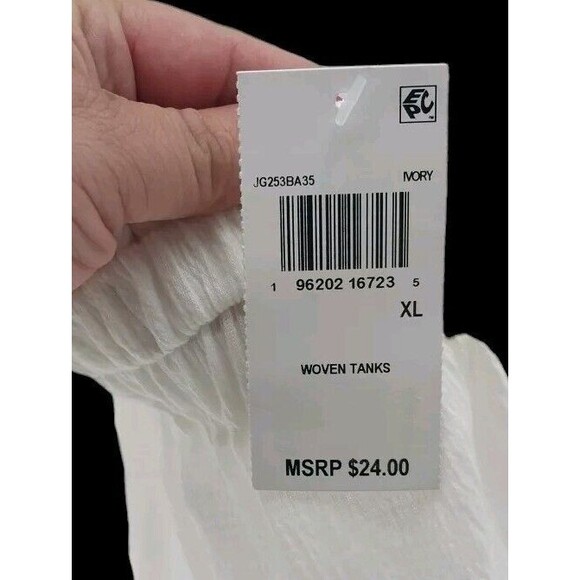 EPC
JG253BA35 IVORY
1 96202 16723 5
XL
WOVEN TANKS
MSRP $24.00